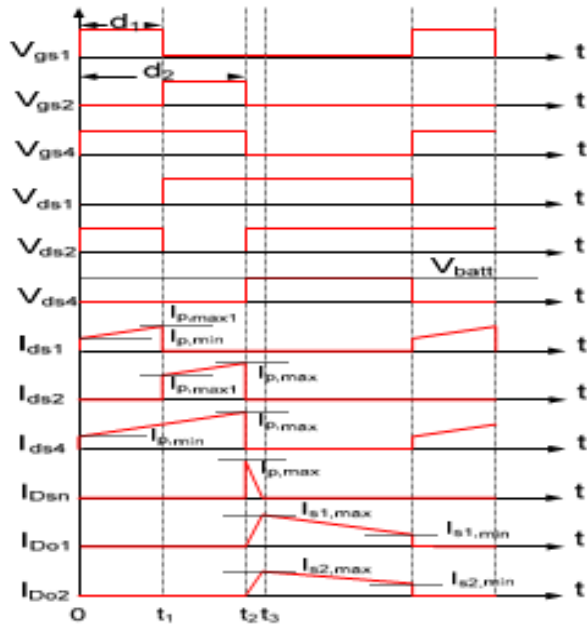 d1
Vgs1 t
d2
Vgs2 t
Vgs4 t
Vds1 t
Vds2 t
Vbatt
Vds4 t
Ip,max1
Ids1 Ip,min t
Ip,max
Ids2 Ip,max1 t
Ip,max
Ids4 Ip,min t
Ip,max
IDsn t
Is1,max
IDo1 Is1,min t
Is2,max
IDo2 Is2,min t
0 t1 t2 t3